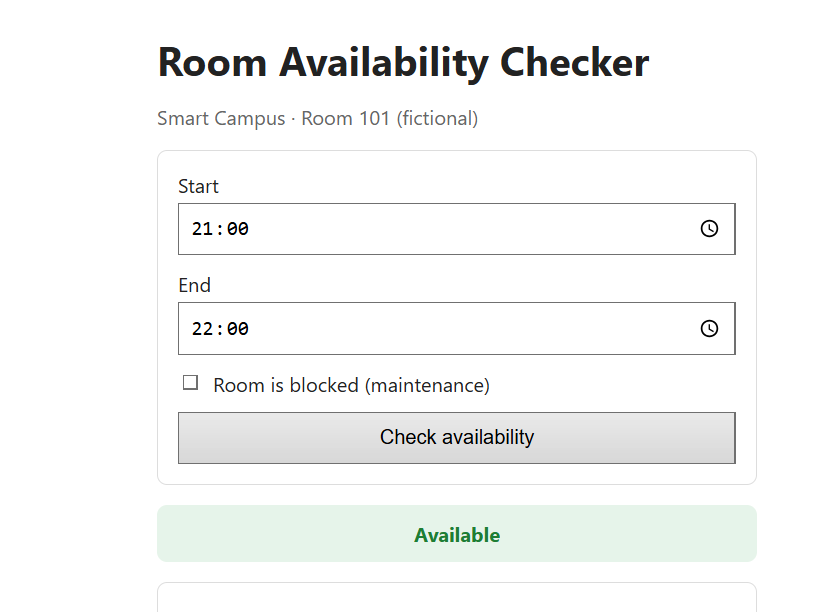 Room Availability Checker
Smart Campus · Room 101 (fictional)
Start
21:00
End
22:00
Room is blocked (maintenance)
Check availability
Available